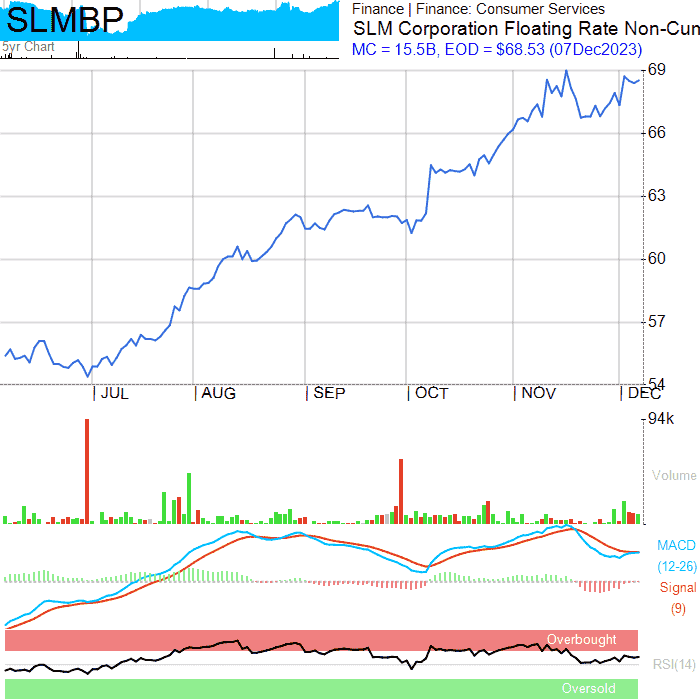 SLMBP
5yr Chart
Finance | Finance: Consumer Services
SLM Corporation Floating Rate Non-Cun
MC = 15.5B, EOD = $68.53 (07Dec2023)
69
66
63
60
57
54
JUL
AUG
SEP
OCT
NOV
DEC
94k
Volume
MACD
(12-26)
Signal
(9)
Overbought
RSI(14)
Oversold